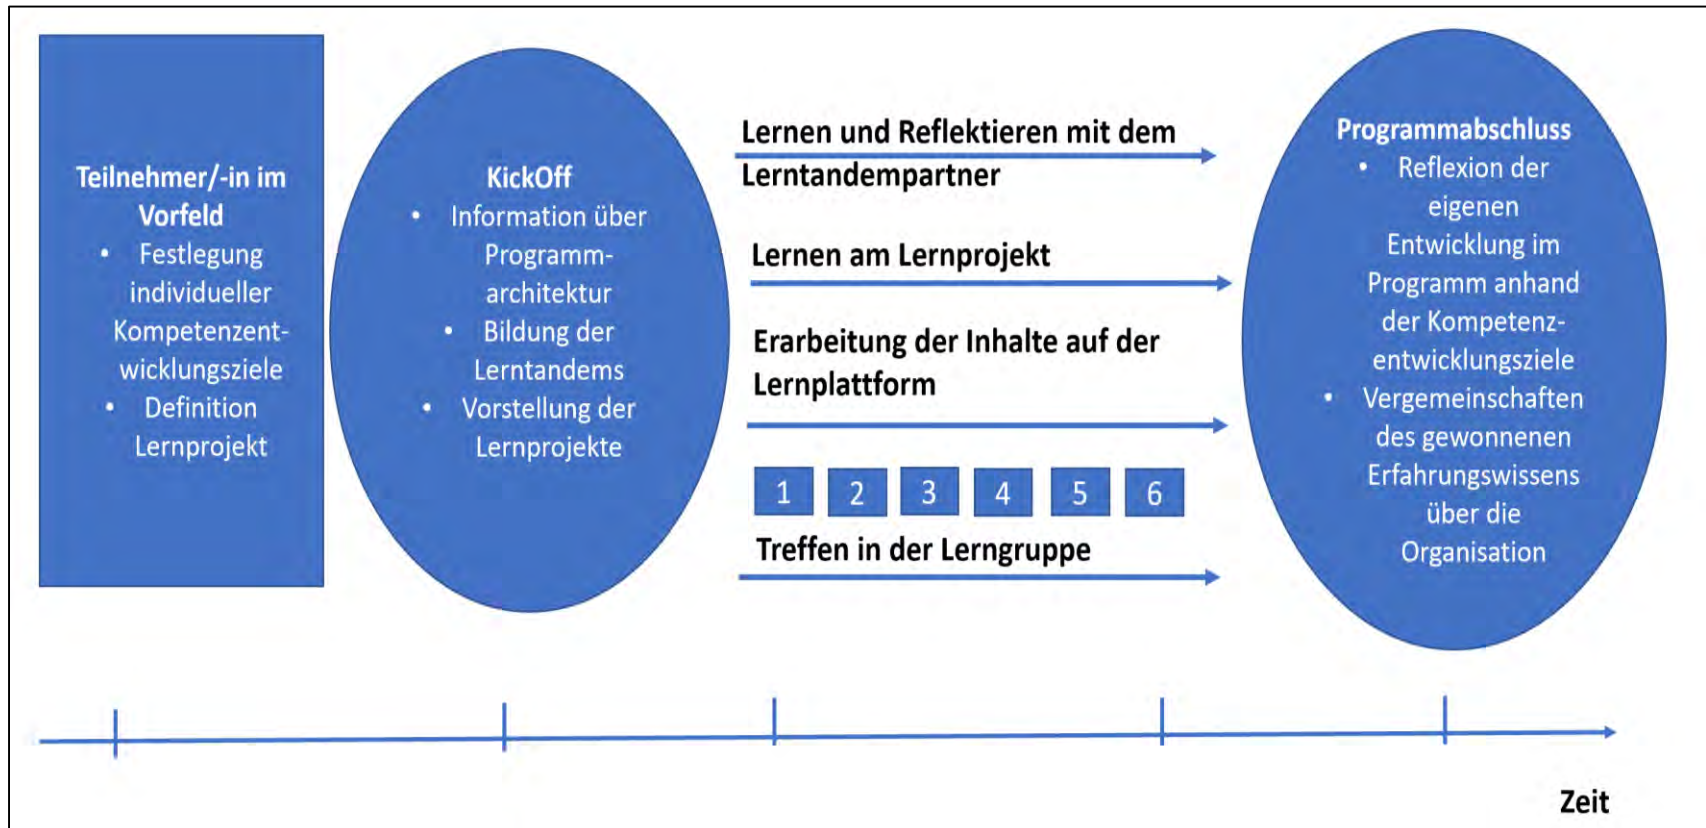 Teilnehmer/-in im
Vorfeld
• Festlegung
individueller
Kompetenzent-
wicklungsziele
• Definition
Lernprojekt
KickOff
• Information über
Programm-
architektur
• Bildung der
Lerntandems
• Vorstellung der
Lernprojekte
Lernen und Reflektieren mit dem
Lerntandempartner
Lernen am Lernprojekt
Erarbeitung der Inhalte auf der
Lernplattform
1 2 3 4 5 6
Treffen in der Lerngruppe
Programmabschluss
• Reflexion der
eigenen
Entwicklung im
Programm anhand
der Kompetenz-
entwicklungsziele
• Vergemeinschaften
des gewonnenen
Erfahrungswissens
über die
Organisation
Zeit